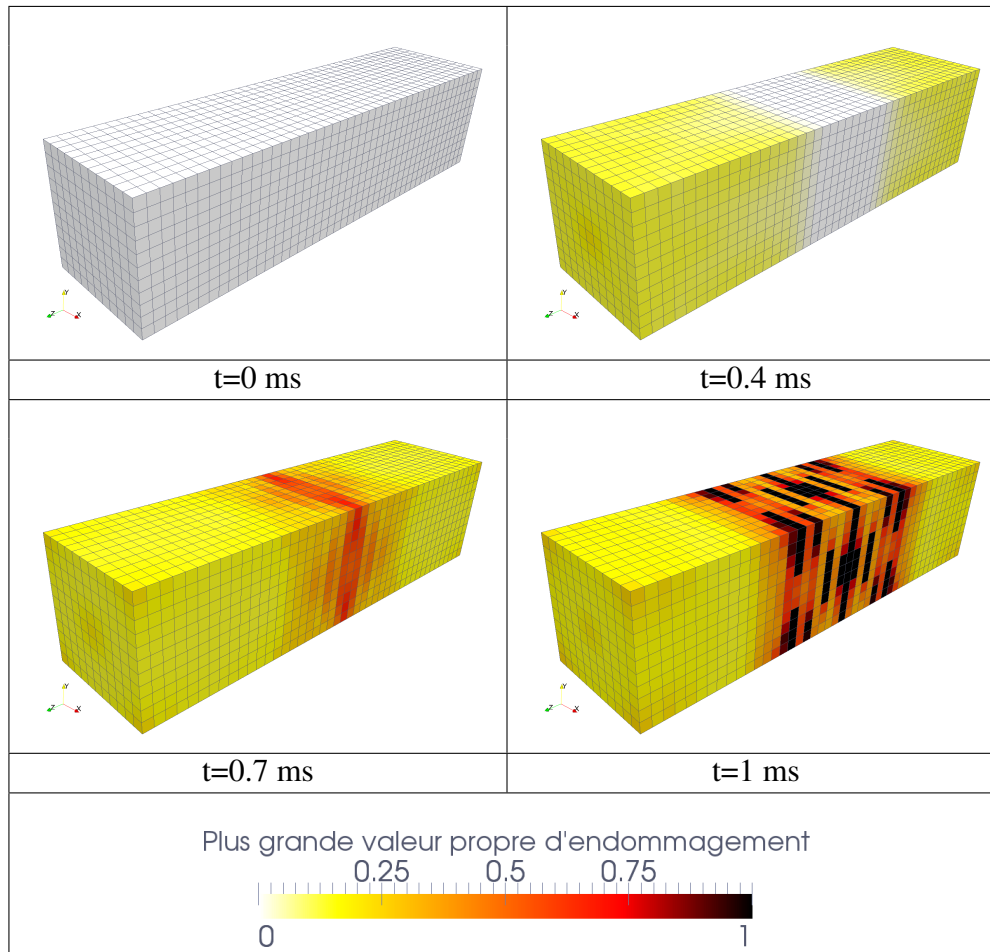 Y
Z X
Y
Z X
t=0 ms
t=0.4 ms
Y
Z X
Y
Z X
t=0.7 ms
t=1 ms
Plus grande valeur propre d'endommagement
0.25 0.5 0.75
0 1